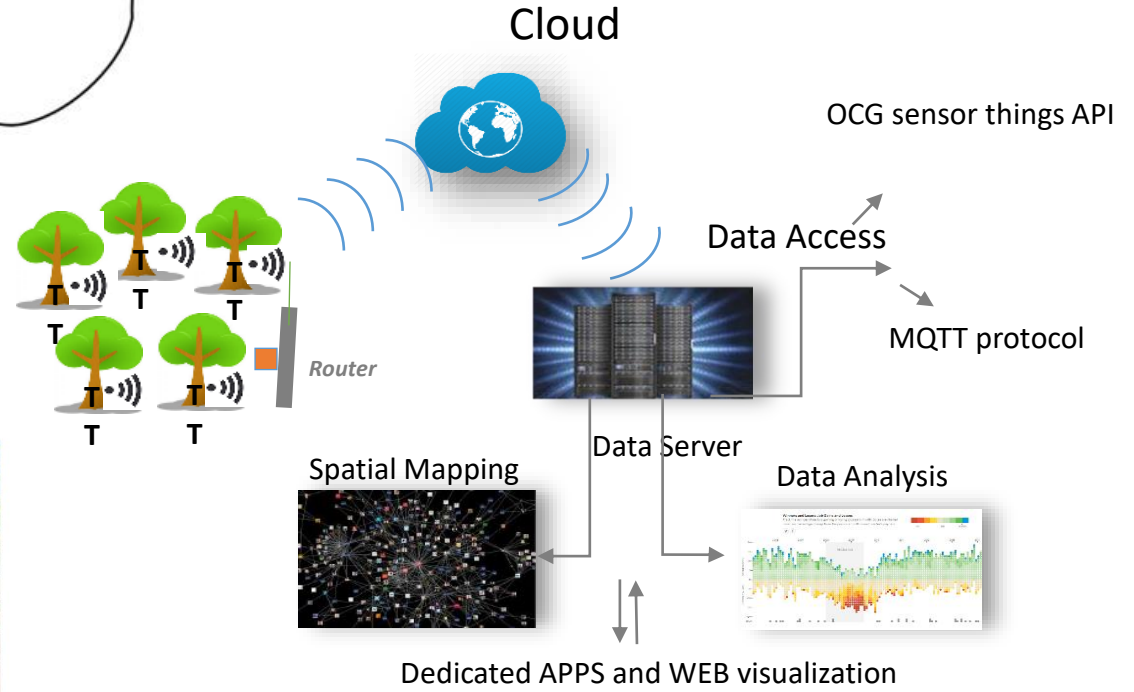 Cloud
OCG sensor things API
Data Access
MQTT protocol
T
T
T
T
T
T
T
T
T
T
Router
Data Server
Spatial Mapping
Data Analysis
Dedicated APPS and WEB visualization